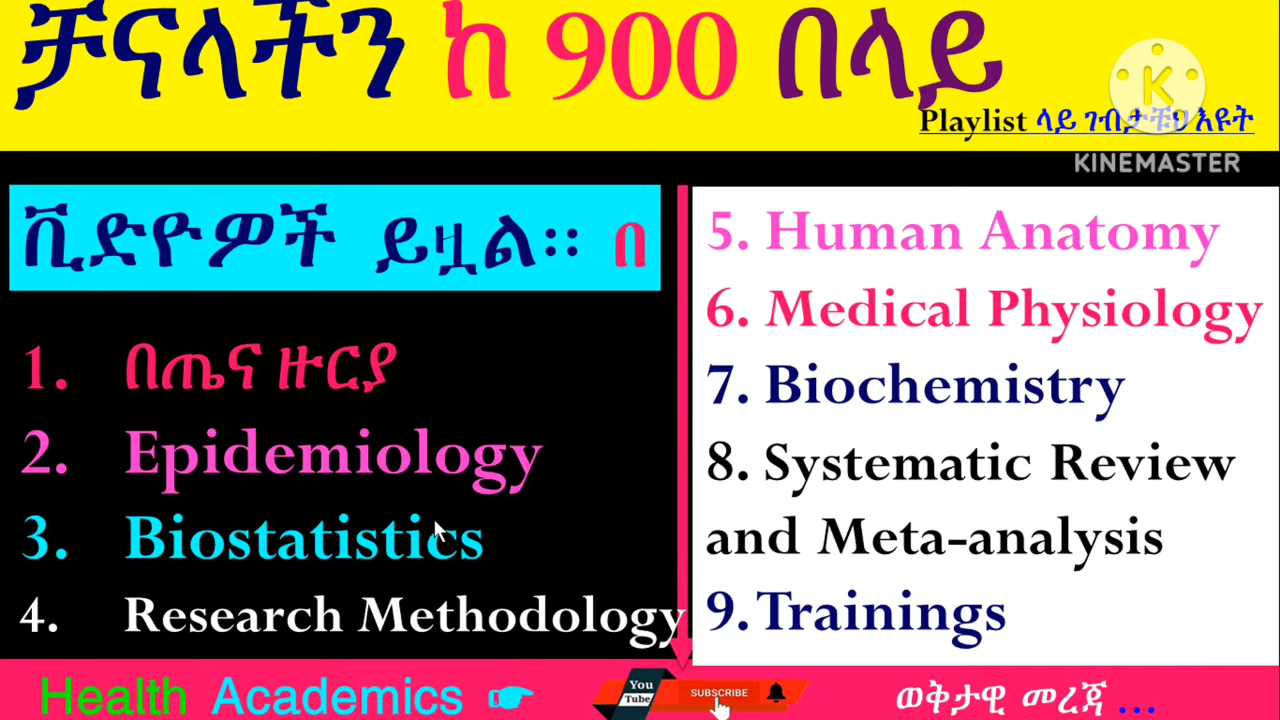 ቻናላችን ከ 900 በላይ
Playlist ላይ ገብታቹህ እዩት
KINEMASTER
ቪድዮዎች ይዟል። በ
1. በጤና ዙርያ
2. Epidemiology
3. Biostatistics
4. Research Methodology
5. Human Anatomy
6. Medical Physiology
7. Biochemistry
8. Systematic Review
and Meta-analysis
9. Trainings
Health Academics
You
Tube
SUBSCRIBE
ወቅታዊ መረጃ ...